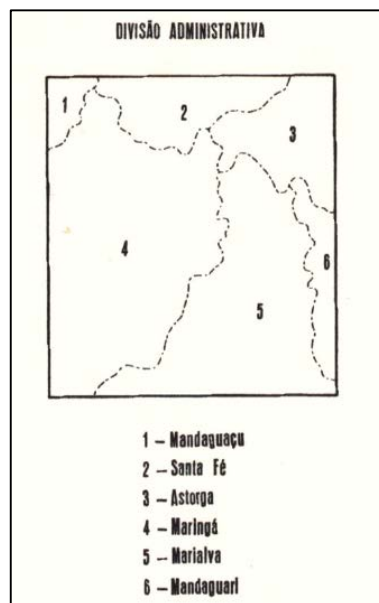 DIVISÃO ADMINISTRATIVA
1
2
3
4
5
6
1 – Mandaguaçu
2 – Santa Fé
3 – Astorga
4 – Maringá
5 – Marialva
6 – Mandaguari